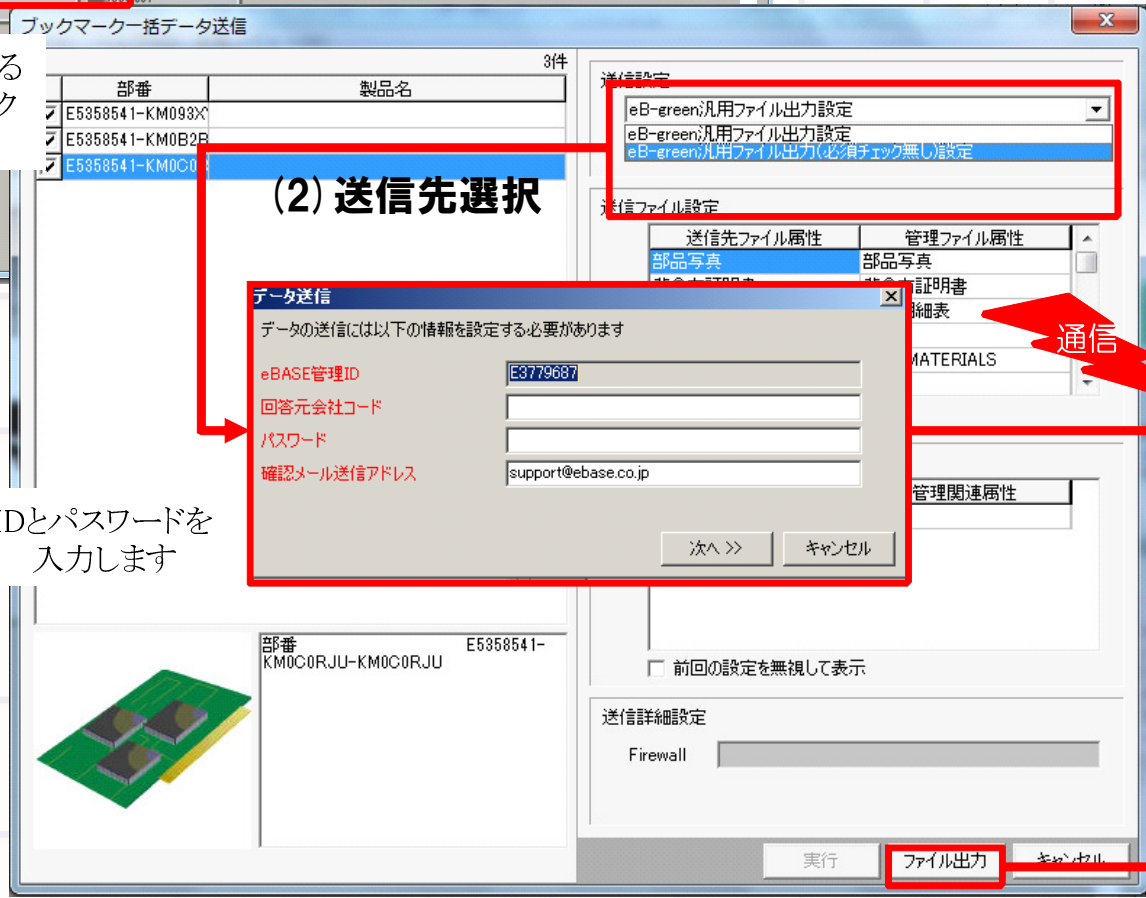 ブックマーク一括データ送信
る
ク
3件
部番 製品名
E5358541-KM093X
E5358541-KM0B2B
E5358541-KM0C0
(2)送信先選択
送信設定
eB-green汎用ファイル出力設定
eB-green汎用ファイル出力設定
eB-green汎用ファイル出力(必須チェック無し)設定
送信ファイル設定
送信先ファイル属性 管理ファイル属性
部品写真 部品写真
証明書
細表
MATERIALS
通信
データ送信
データの送信には以下の情報を設定する必要があります
eBASE管理ID E3779687
回答元会社コード
パスワード
確認メール送信アドレス support@ebase.co.jp
次へ >> キャンセル
IDとパスワードを
入力します
管理関連属性
部番 E5358541-
KM0C0RJU-KM0C0RJU
前回の設定を無視して表示
送信詳細設定
Firewall
実行 ファイル出力 キャンセル